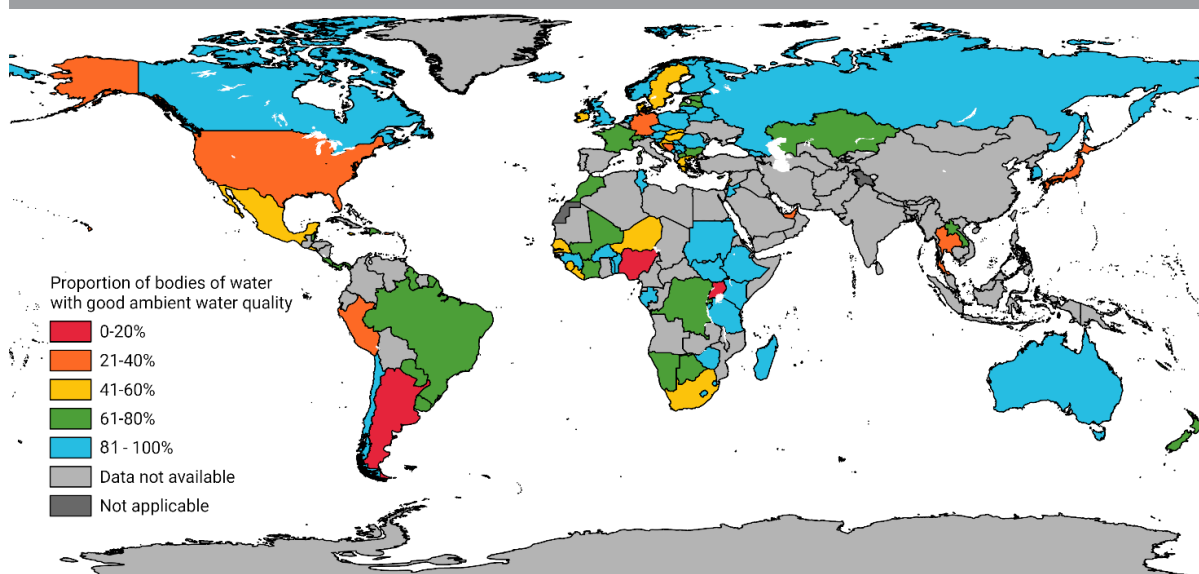 Proportion of bodies of water
with good ambient water quality
0-20%
21-40%
41-60%
61-80%
81 - 100%
Data not available
Not applicable